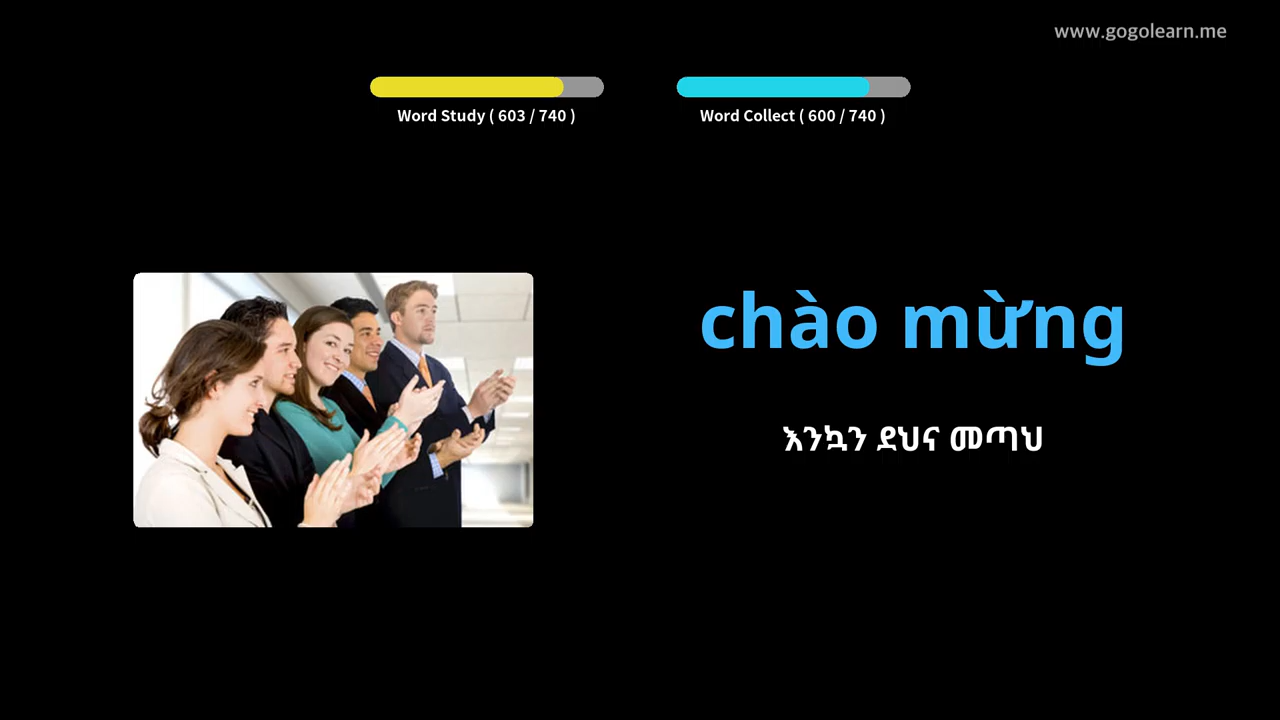 www.gogolearn.me
Word Study ( 603 / 740 )
Word Collect ( 600 / 740 )
chào mừng
እንኳን ደህና መጣህ